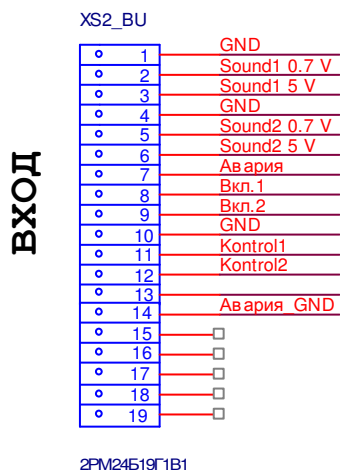 XS2_BU
ВХОД
1 GND
2 Sound1 0.7 V
3 Sound1 5 V
4 GND
5 Sound2 0.7 V
6 Sound2 5 V
7 Авария
8 Вкл.1
9 Вкл.2
10 GND
11 Kontrol1
12 Kontrol2
13
14 Авария_GND
15
16
17
18
19
2РМ24Б19Г1В1